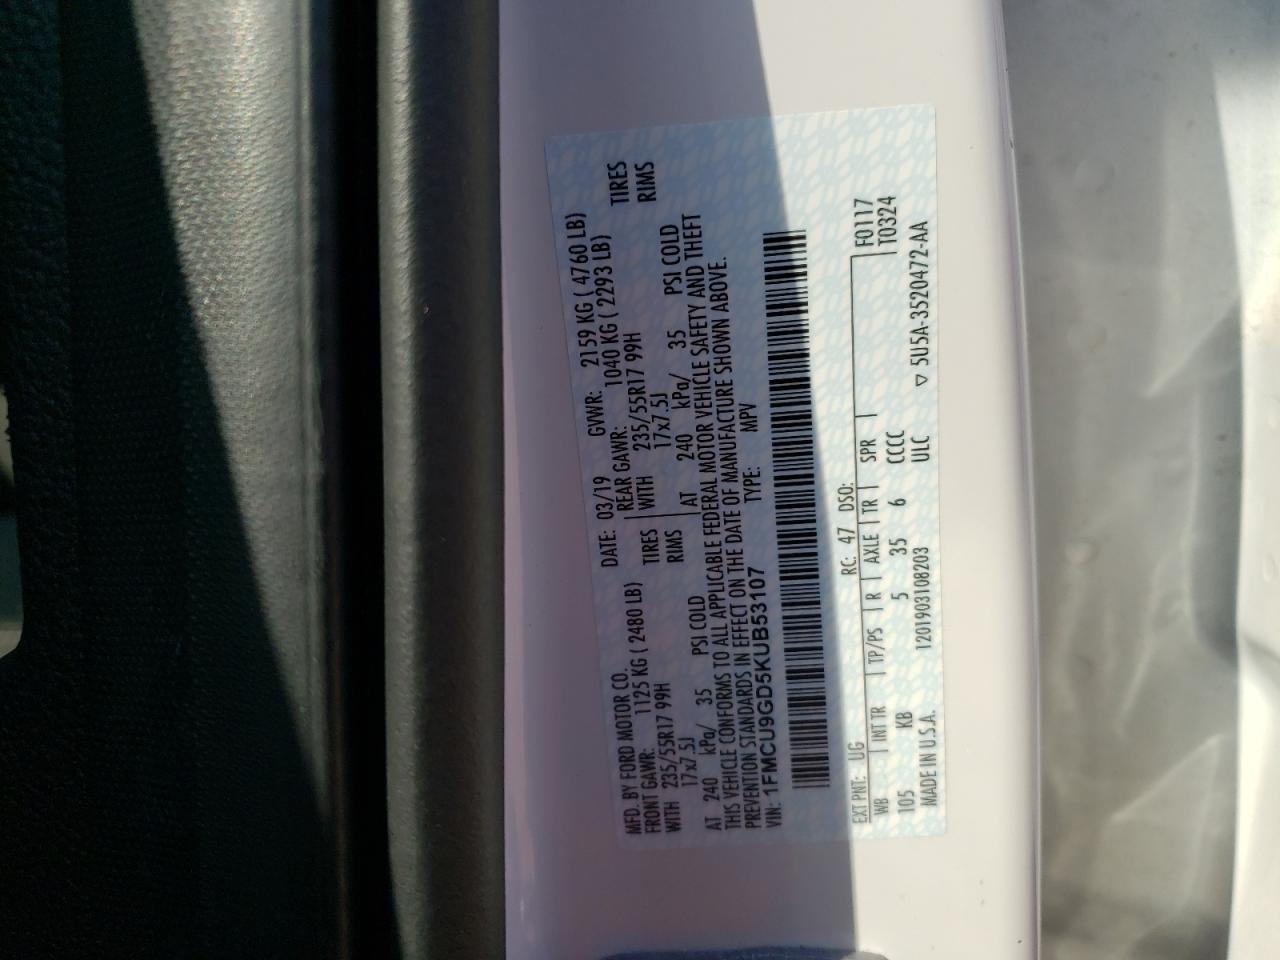 MFD. BY FORD MOTOR CO.
DATE: 03/19 GVWR: 2159 KG ( 4760 LB)
FRONT GAWR: 1125 KG ( 2480 LB) REAR GAWR: 1040 KG ( 2293 LB)
WITH 235/55R17 99H TIRES WITH 235/55R17 99H TIRES
17x7.5J RIMS 17x7.5J RIMS
AT 240 kPa/ 35 PSI COLD AT 240 kPa/ 35 PSI COLD
THIS VEHICLE CONFORMS TO ALL APPLICABLE FEDERAL MOTOR VEHICLE SAFETY AND THEFT
PREVENTION STANDARDS IN EFFECT ON THE DATE OF MANUFACTURE SHOWN ABOVE.
VIN: 1FMCU9GD5KUB53107 TYPE: MPV
EXT PNT: UG RC: 47 DSO: F0117
WB INT TR TP/PS R AXLE TR SPR T0324
105 KB 5 35 6 CCCC
MADE IN U.S.A. 1201903108203 ULC ▽ 5U5A-3520472-AA